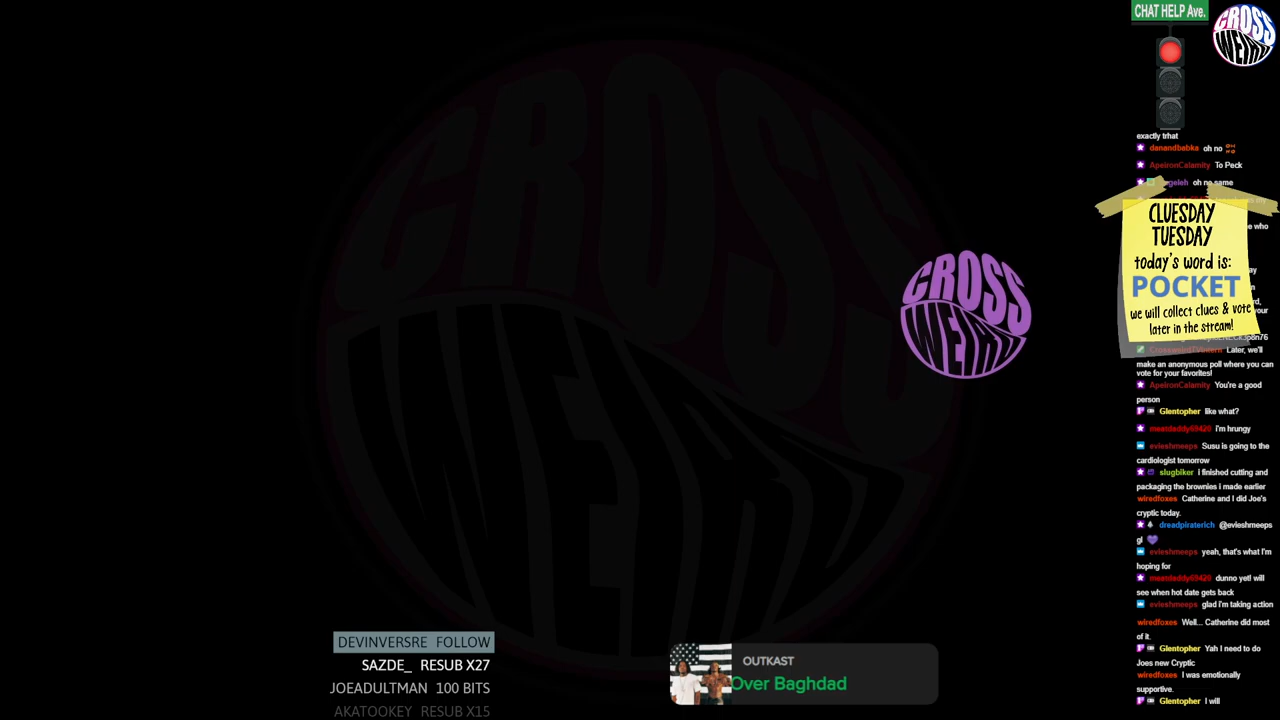 CHAT HELP Ave.
CROSS
WEIRD
exactly trhat
danandbabka oh no
ApeironCalamity To Peck
oh no same
CLUESDAY
TUESDAY
today's word is:
POCKET
we will collect clues & vote
later in the stream!
Later, we'll
make an anonymous poll where you can
vote for your favorites!
ApeironCalamity You're a good
person
Glentopher like what?
meatdaddy69420 I'm hrungy
evieshmeeps Susu is going to the
cardiologist tomorrow
slugbiker i finished cutting and
packaging the brownies i made earlier
wiredfoxes Catherine and I did Joe's
cryptic today.
dreadpiraterich @evieshmeeps
gl
evieshmeeps yeah, that's what I'm
hoping for
meatdaddy69420 dunno yet! will
see when hot date gets back
evieshmeeps glad I'm taking action
wiredfoxes Well... Catherine did most
of it.
Glentopher Yah I need to do
Joes new Cryptic
wiredfoxes I was emotionally
supportive.
Glentopher I will
CROSS
WEIRD
CROSS
WEIRD
DEVINVERSRE FOLLOW
SAZDE_ RESUB X27
JOEADULTMAN 100 BITS
AKATOOKEY RESUB X15
OUTKAST
Over Baghdad